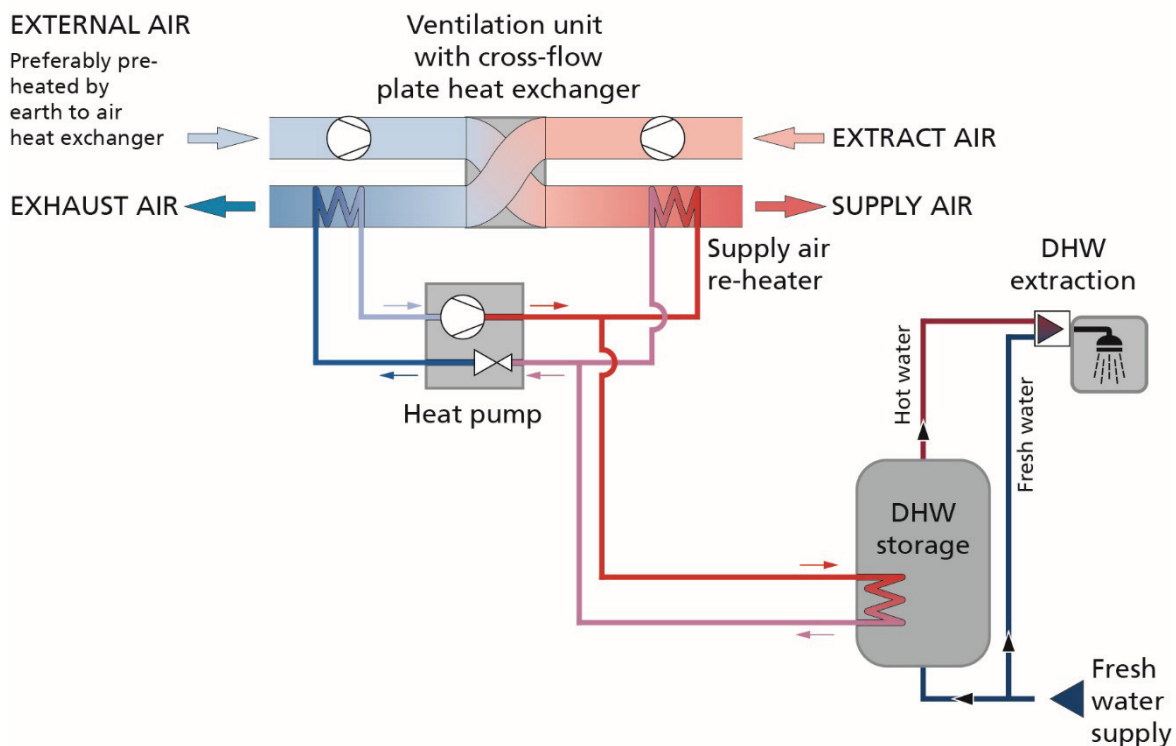 EXTERNAL AIR
Preferably pre-
heated by
earth to air
heat exchanger
Ventilation unit
with cross-flow
plate heat exchanger
EXTRACT AIR
EXHAUST AIR
SUPPLY AIR
Supply air
re-heater
DHW
extraction
Heat pump
Hot water
Fresh water
DHW
storage
Fresh
water
supply